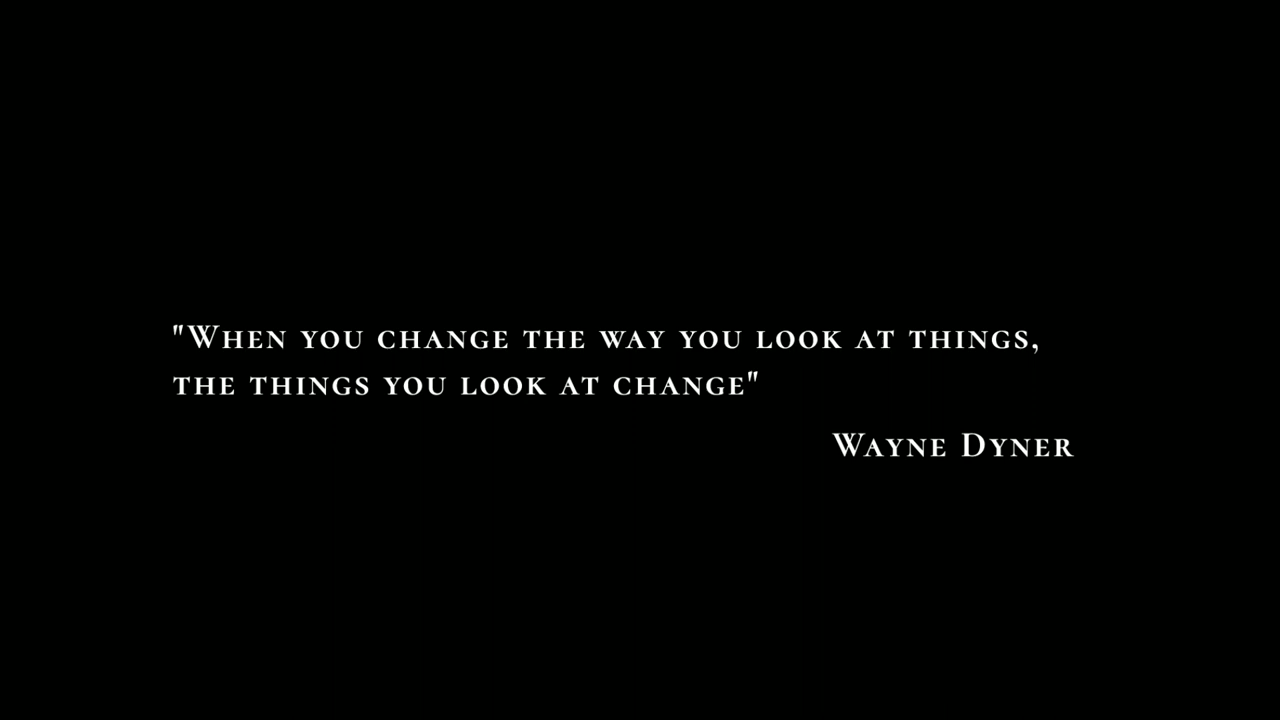 "When you change the way you look at things,
the things you look at change"
Wayne Dyner